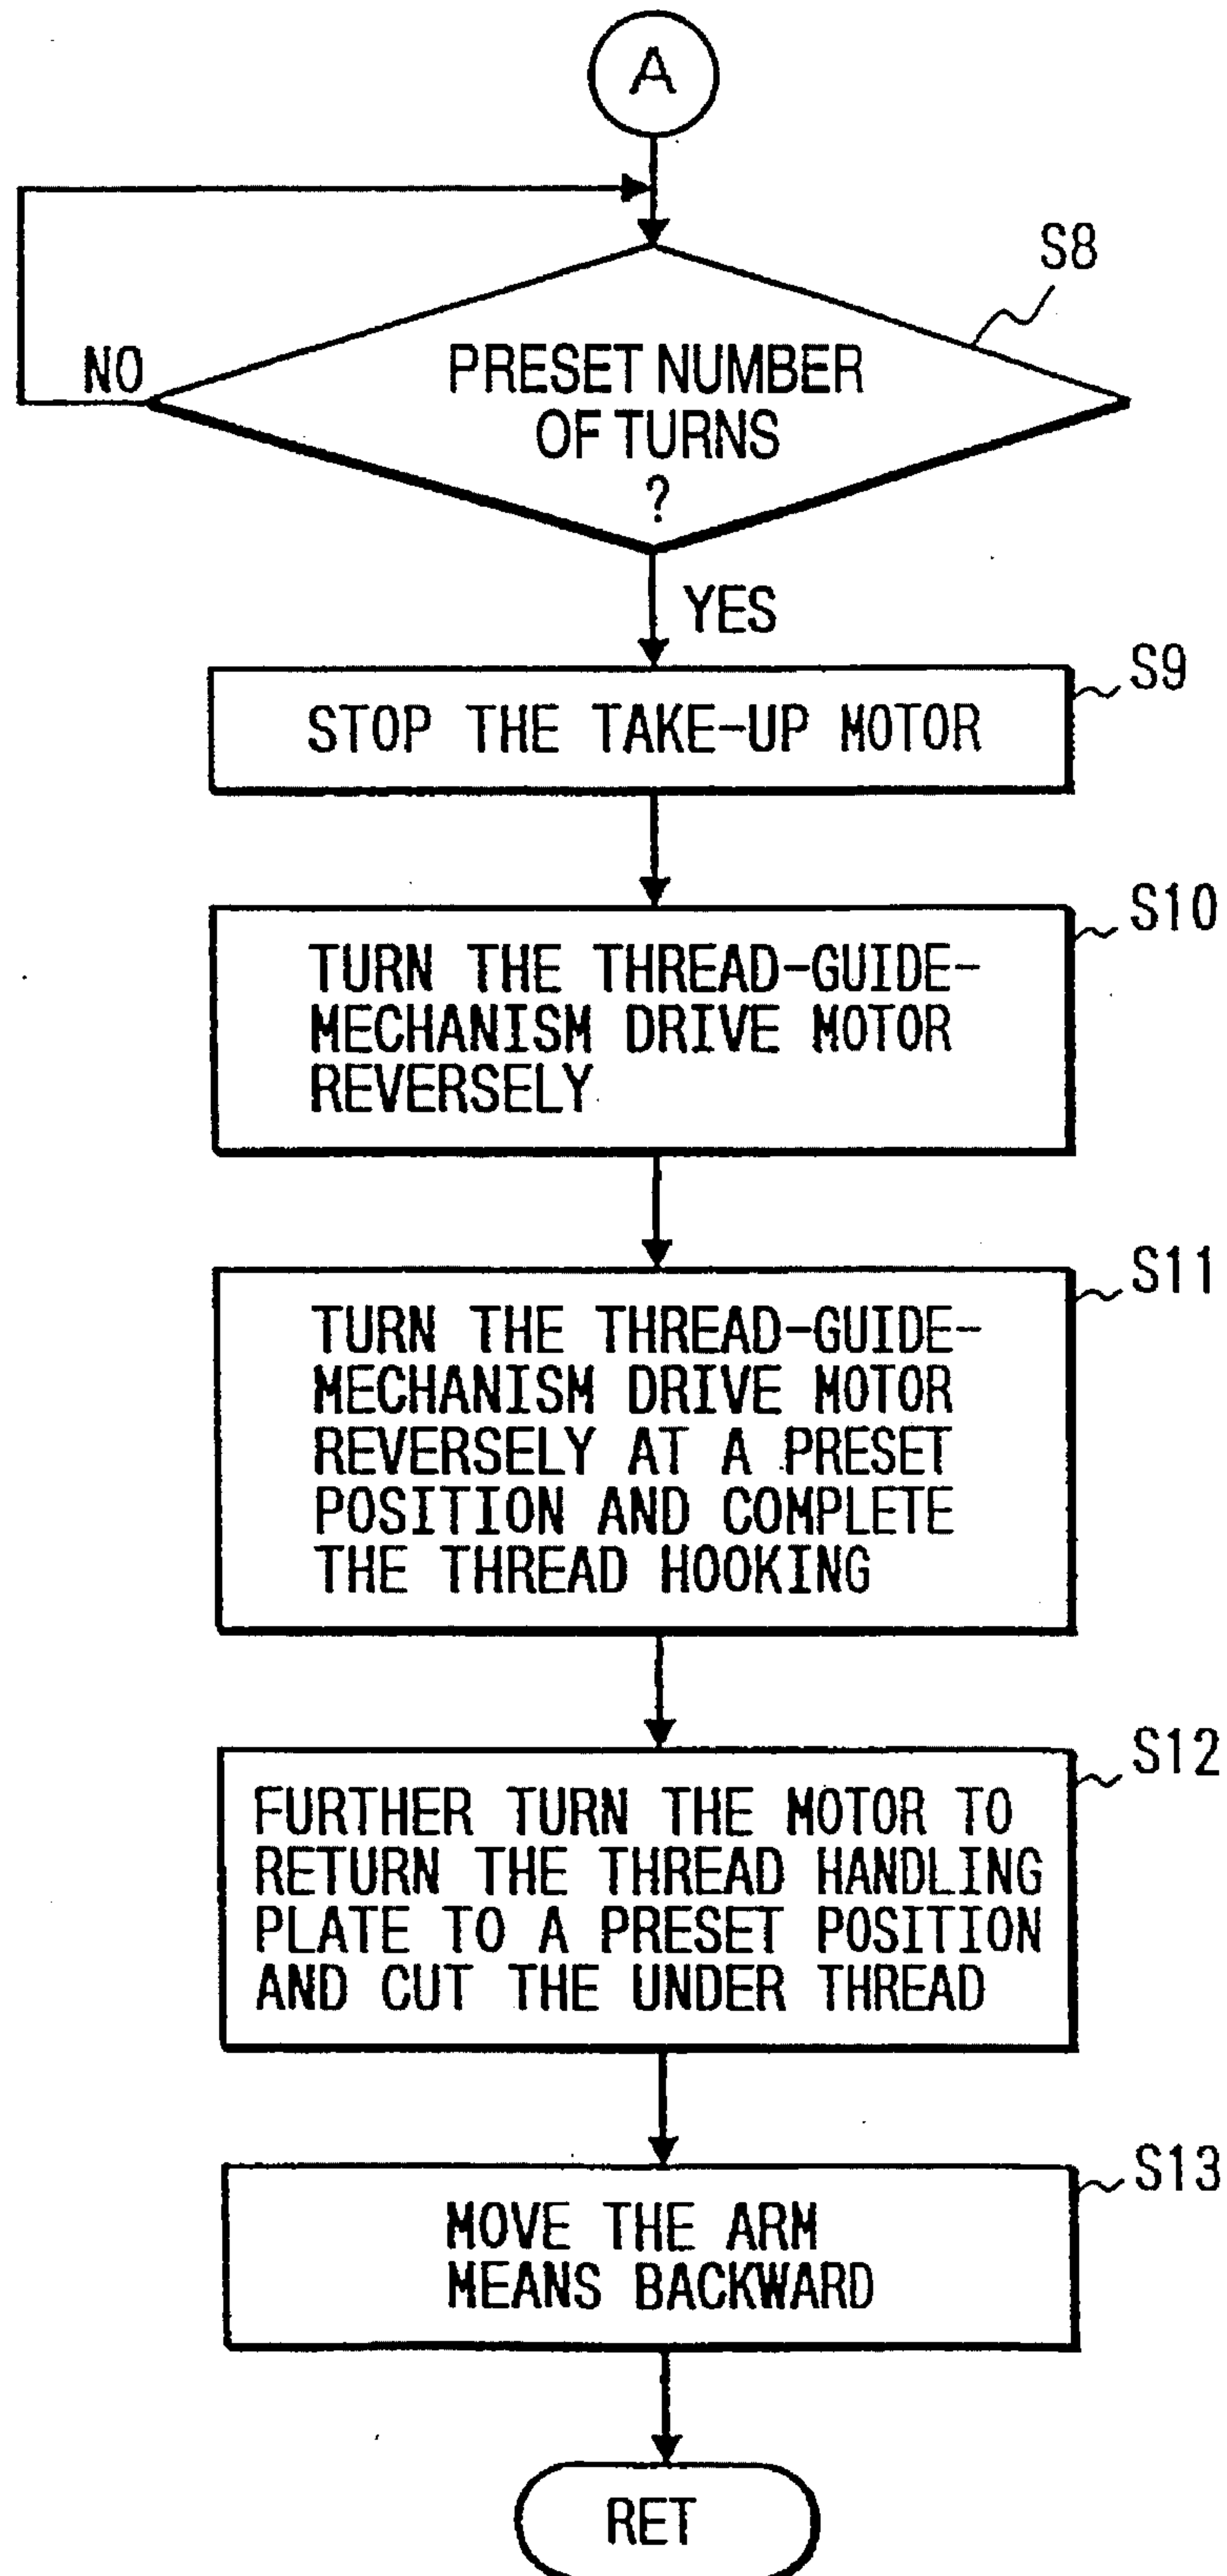 A
S8
NO
PRESET NUMBER
OF TURNS
?
YES
S9
STOP THE TAKE-UP MOTOR
S10
TURN THE THREAD-GUIDE-
MECHANISM DRIVE MOTOR
REVERSELY
S11
TURN THE THREAD-GUIDE-
MECHANISM DRIVE MOTOR
REVERSELY AT A PRESET
POSITION AND COMPLETE
THE THREAD HOOKING
S12
FURTHER TURN THE MOTOR TO
RETURN THE THREAD HANDLING
PLATE TO A PRESET POSITION
AND CUT THE UNDER THREAD
S13
MOVE THE ARM
MEANS BACKWARD
RET